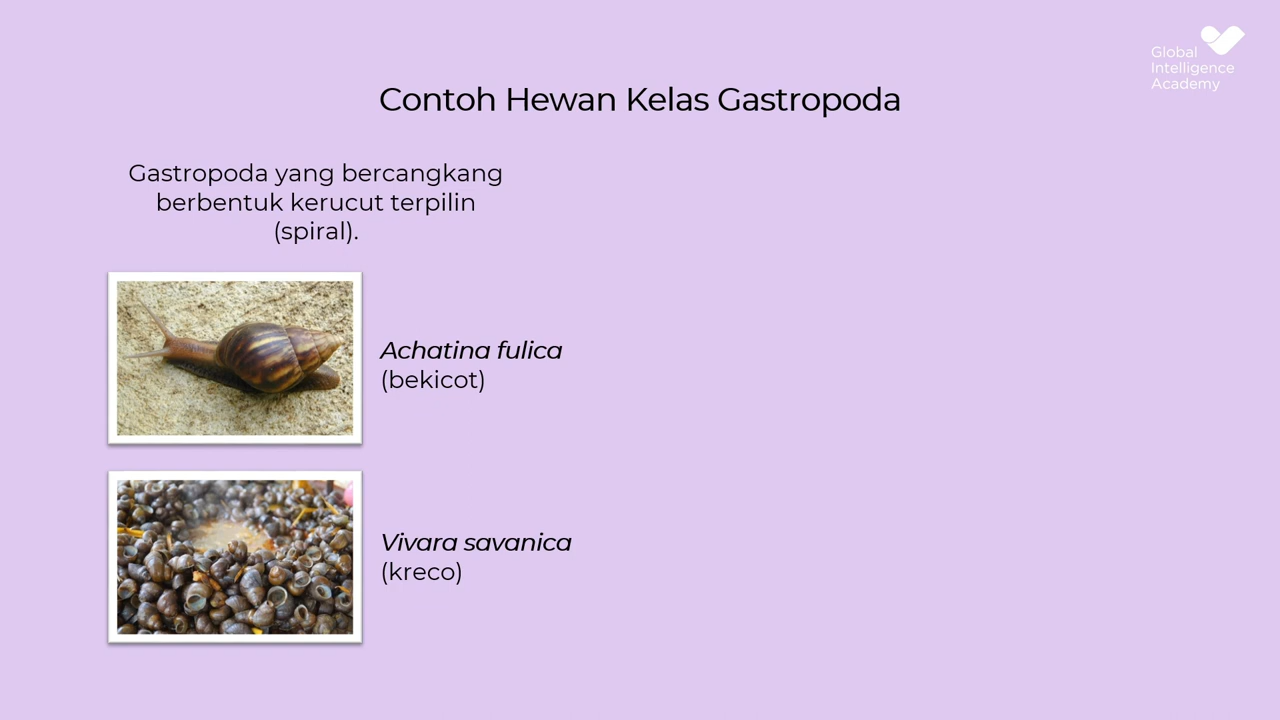 Global
Intelligence
Academy
Contoh Hewan Kelas Gastropoda
Gastropoda yang bercangkang
berbentuk kerucut terpilin
(spiral).
Achatina fulica
(bekicot)
Vivara savanica
(kreco)